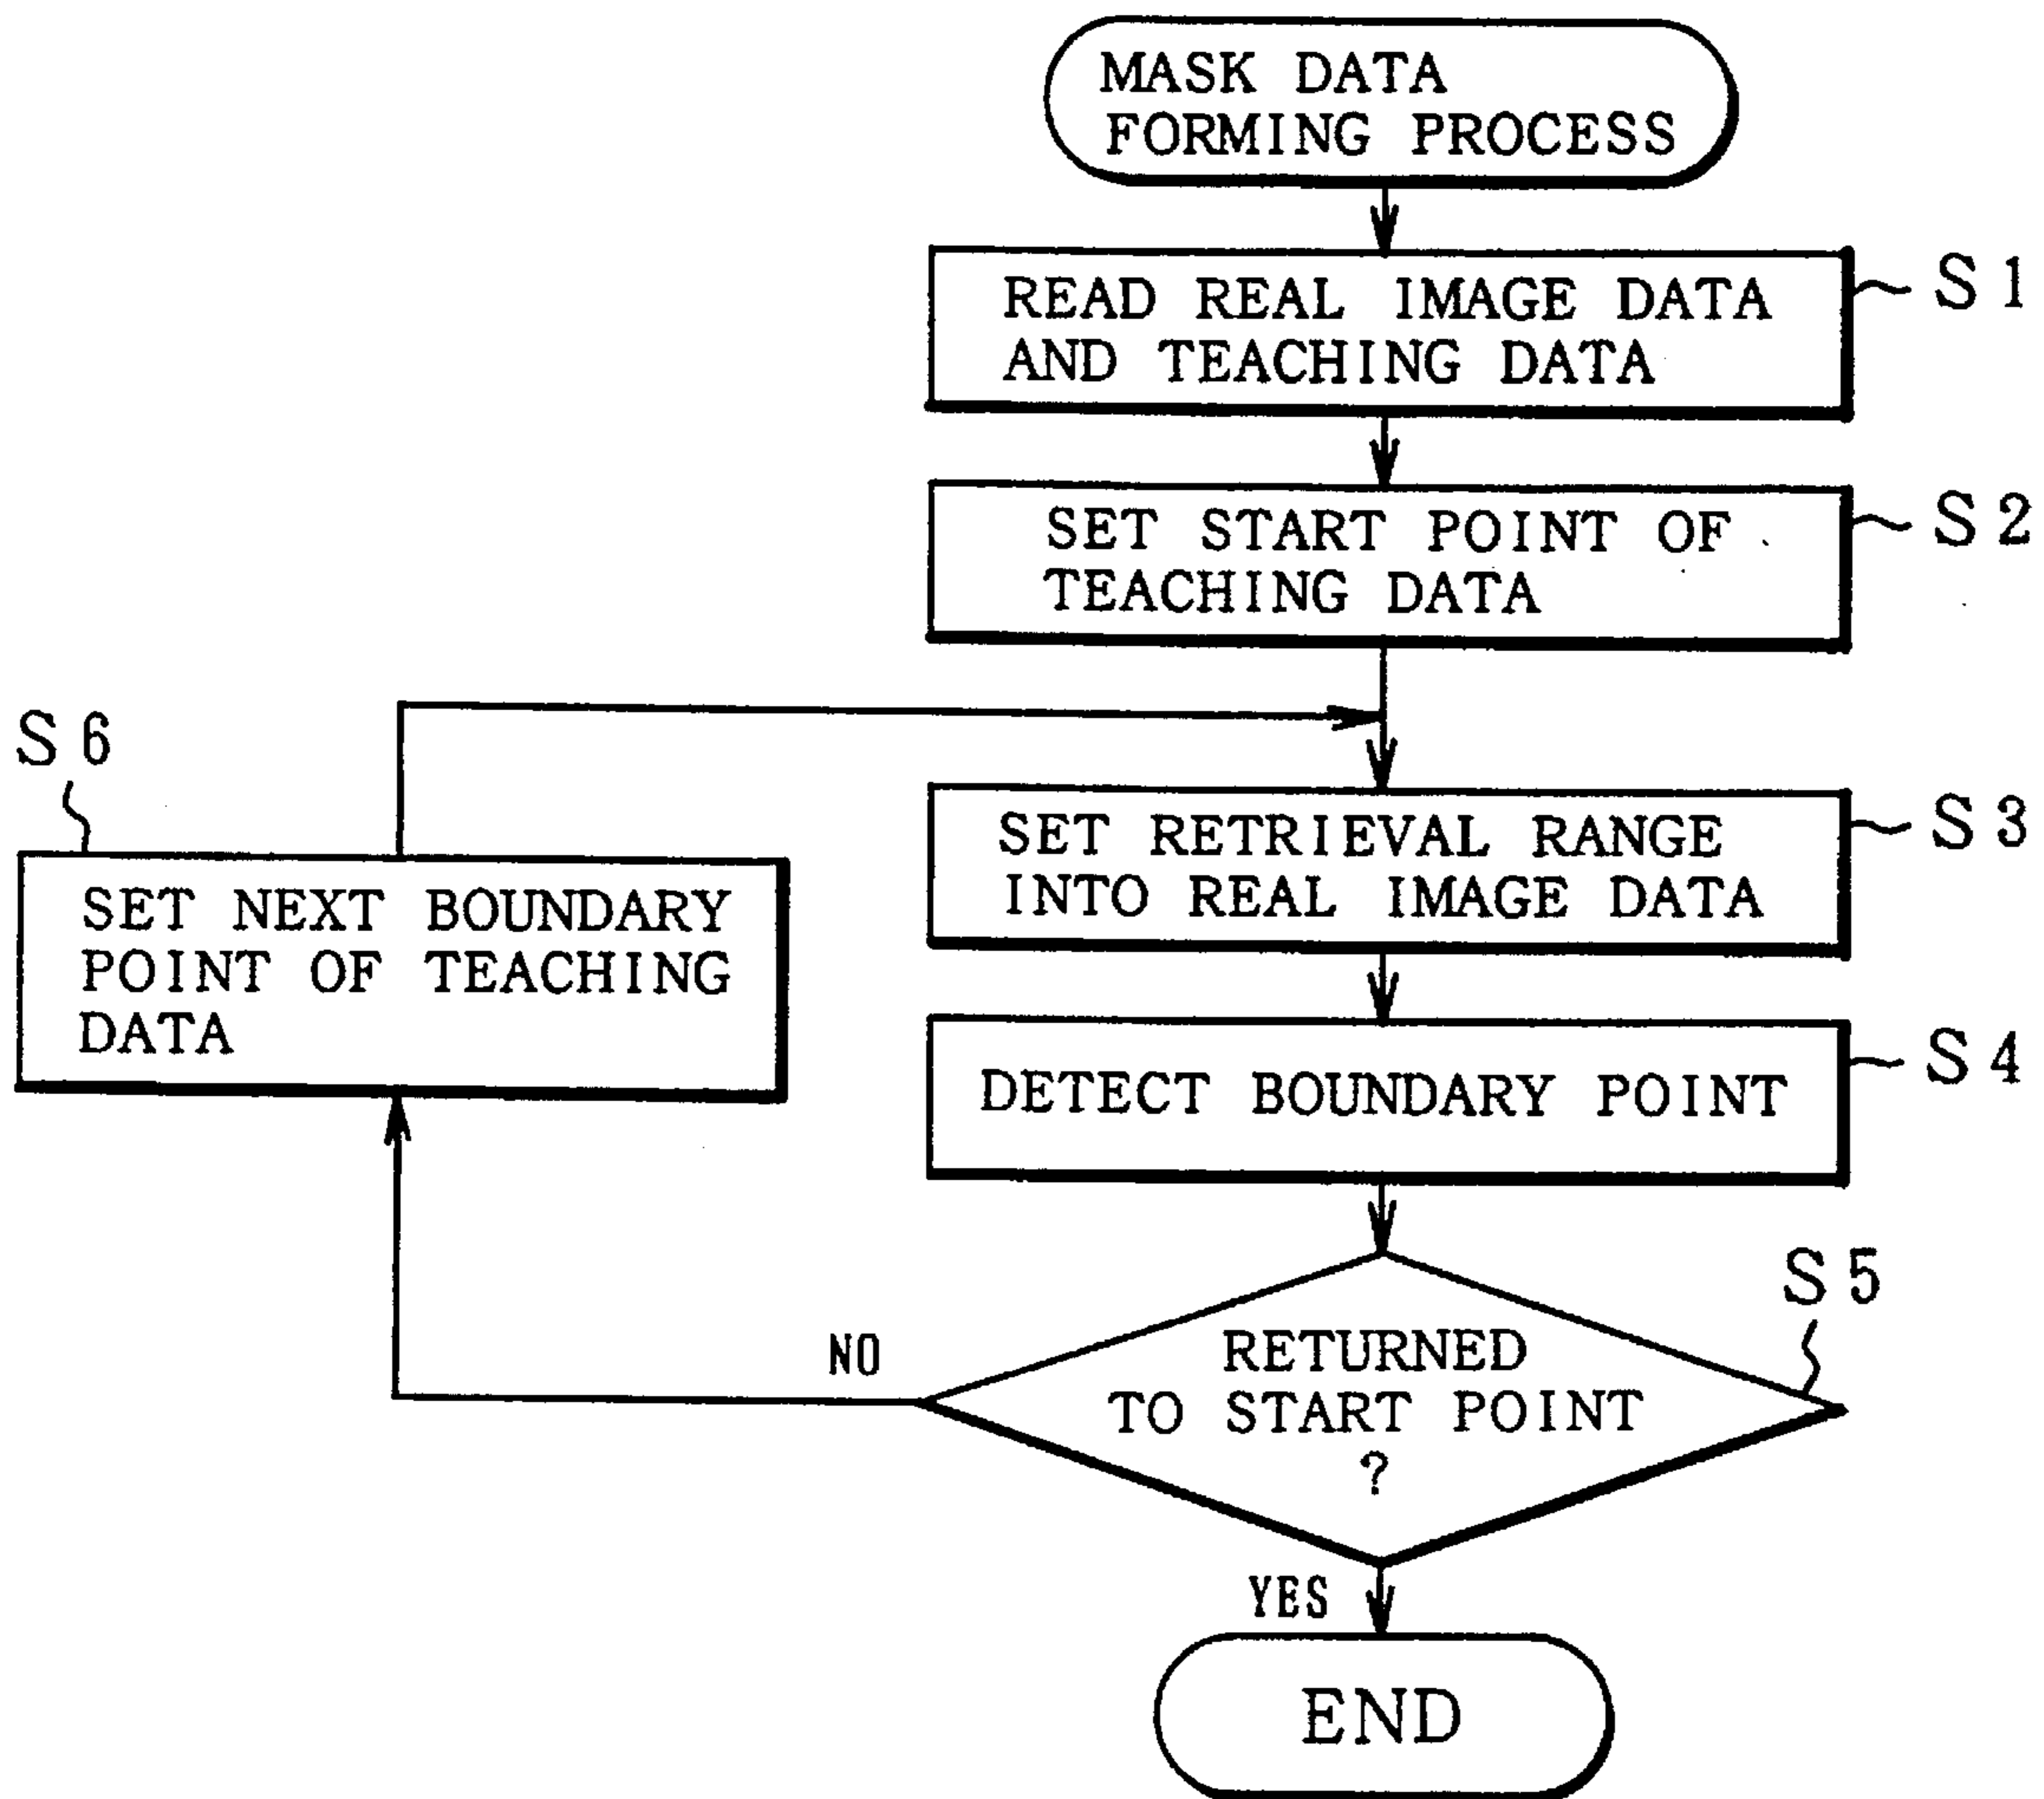 MASK DATA
FORMING PROCESS
READ REAL IMAGE DATA
AND TEACHING DATA
S1
SET START POINT OF
TEACHING DATA
S2
S6
SET NEXT BOUNDARY
POINT OF TEACHING
DATA
SET RETRIEVAL RANGE
INTO REAL IMAGE DATA
S3
DETECT BOUNDARY POINT
S4
S5
RETURNED
TO START POINT
?
NO
YES
END